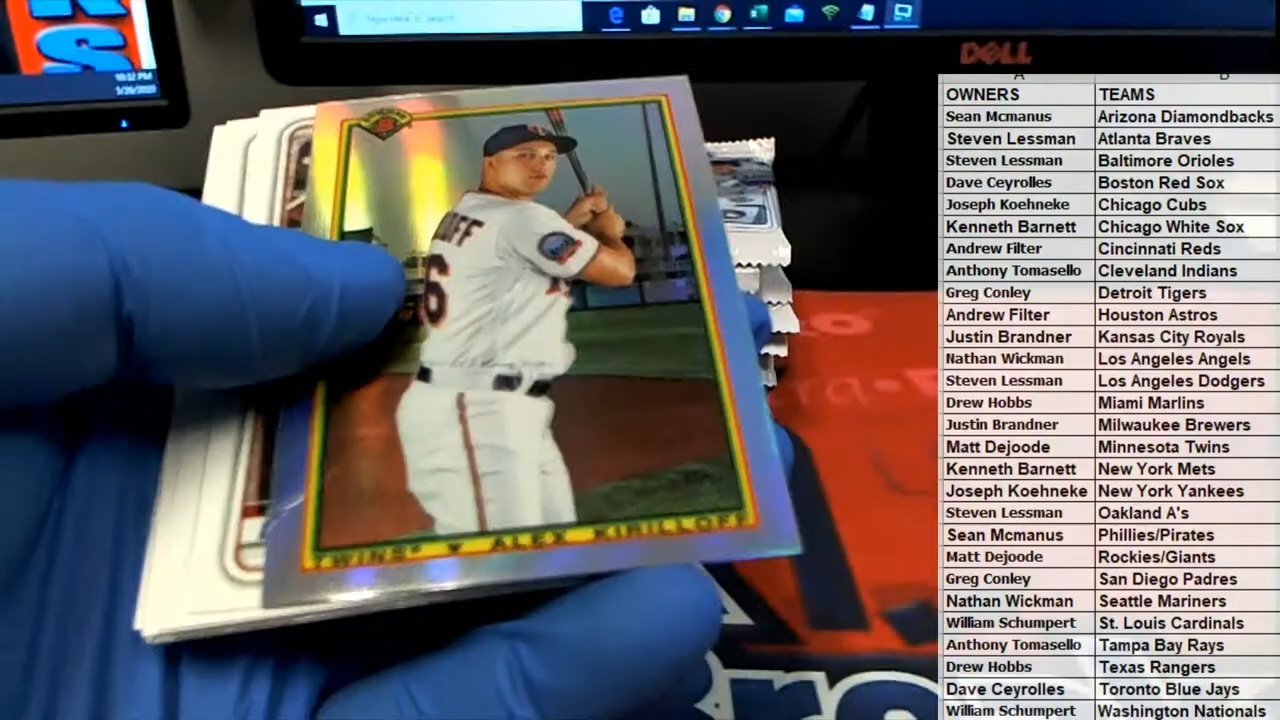 KS
10:32 PM
DELL
BOWMAN
6
TWINS ALEX KIRILLOFF
A B
OWNERS TEAMS
Sean Mcmanus Arizona Diamondbacks
Steven Lessman Atlanta Braves
Steven Lessman Baltimore Orioles
Dave Ceyrolles Boston Red Sox
Joseph Koehneke Chicago Cubs
Kenneth Barnett Chicago White Sox
Andrew Filter Cincinnati Reds
Anthony Tomasello Cleveland Indians
Greg Conley Detroit Tigers
Andrew Filter Houston Astros
Justin Brandner Kansas City Royals
Nathan Wickman Los Angeles Angels
Steven Lessman Los Angeles Dodgers
Drew Hobbs Miami Marlins
Justin Brandner Milwaukee Brewers
Matt Dejoode Minnesota Twins
Kenneth Barnett New York Mets
Joseph Koehneke New York Yankees
Steven Lessman Oakland A's
Sean Mcmanus Phillies/Pirates
Matt Dejoode Rockies/Giants
Greg Conley San Diego Padres
Nathan Wickman Seattle Mariners
William Schumpert St. Louis Cardinals
Anthony Tomasello Tampa Bay Rays
Drew Hobbs Texas Rangers
Dave Ceyrolles Toronto Blue Jays
William Schumpert Washington Nationals